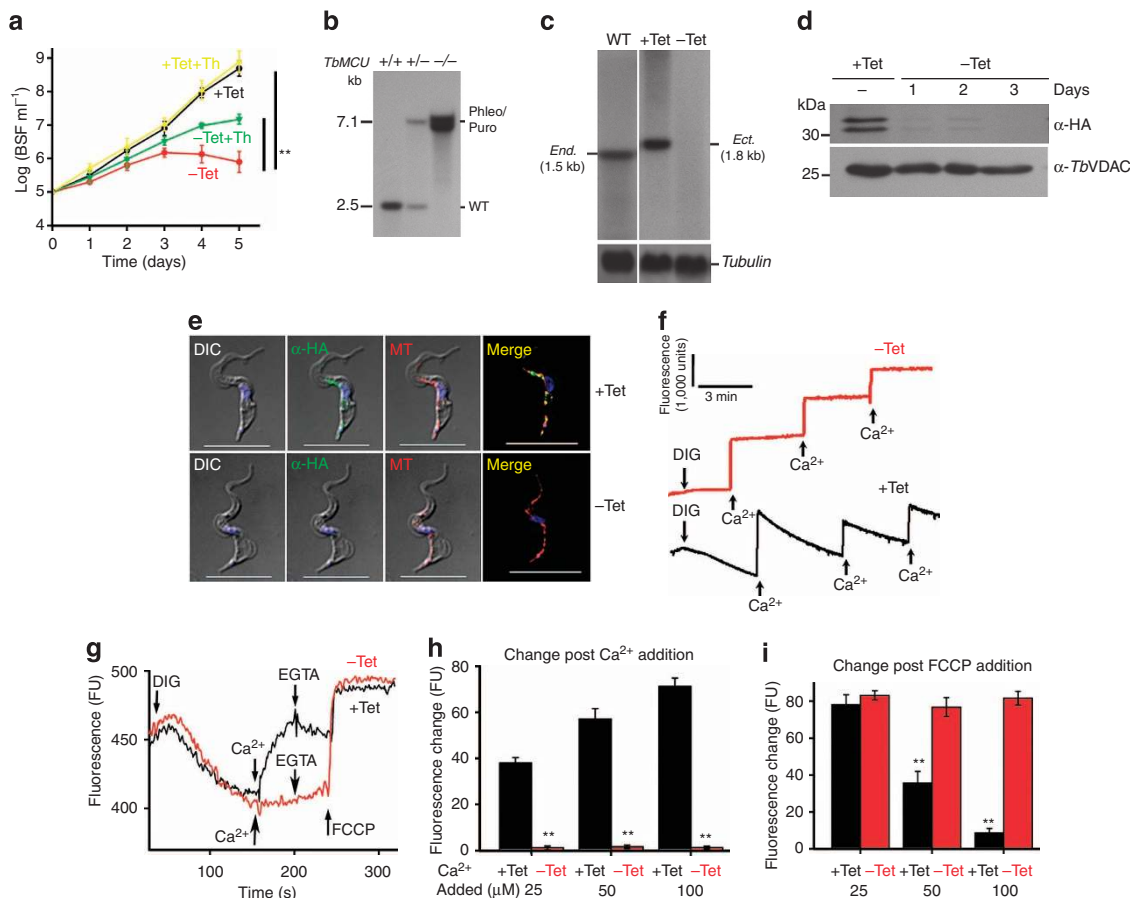 a
Log (BSF ml⁻¹)
9
8
7
6
5
4
+Tet+Th
+Tet
−Tet+Th
−Tet
**
0 1 2 3 4 5
Time (days)
b
TbMCU +/+ +/− −/−
kb
7.1
Phleo/
Puro
2.5
WT
c
WT +Tet −Tet
End.
(1.5 kb)
Ect.
(1.8 kb)
Tubulin
d
+Tet −Tet
− 1 2 3 Days
kDa
30
α-HA
25
α-TbVDAC
e
DIC α-HA MT Merge
+Tet
DIC α-HA MT Merge
−Tet
f
Fluorescence
(1,000 units)
3 min
−Tet
DIG
Ca²⁺
Ca²⁺
Ca²⁺
+Tet
DIG
Ca²⁺
Ca²⁺
Ca²⁺
g
Fluorescence (FU)
500
450
400
DIG
EGTA
−Tet
+Tet
Ca²⁺
EGTA
Ca²⁺
FCCP
100 200 300
Time (s)
h
Change post Ca²⁺ addition
Fluorescence change (FU)
80
60
40
20
0
** ** **
Ca²⁺ +Tet −Tet +Tet −Tet +Tet −Tet
Added (μM) 25 50 100
i
Change post FCCP addition
Fluorescence change (FU)
80
60
40
20
0
**
**
+Tet −Tet +Tet −Tet +Tet −Tet
25 50 100